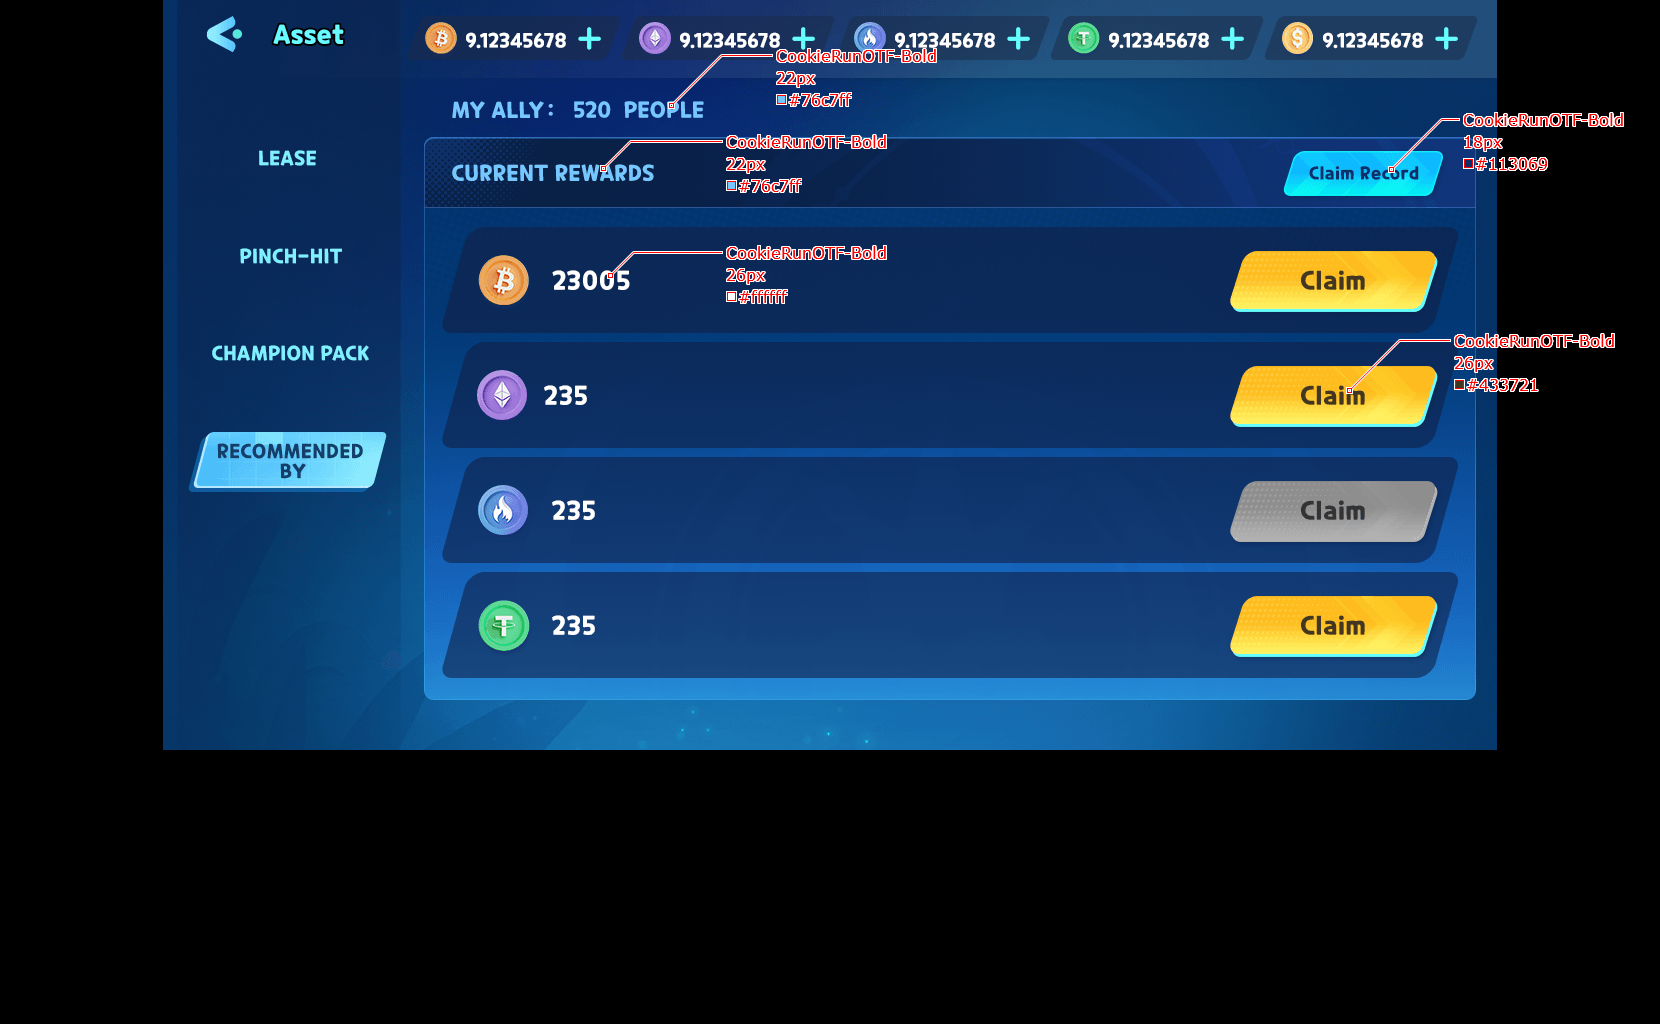 Asset
9.12345678 9.12345678 9.12345678 9.12345678 9.12345678
CookieRunOTF-Bold
22px
#76c7ff
MY ALLY: 520 PEOPLE
CookieRunOTF-Bold
18px
#113069
CookieRunOTF-Bold
22px
#76c7ff
CURRENT REWARDS
Claim Record
LEASE
PINCH-HIT
CHAMPION PACK
RECOMMENDED
BY
CookieRunOTF-Bold
26px
#ffffff
23005
Claim
CookieRunOTF-Bold
26px
#433721
235
Claim
235
Claim
235
Claim